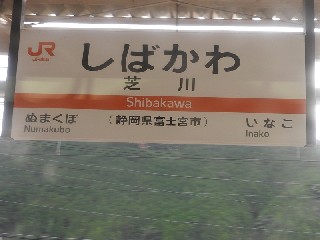 JR
しばかわ
芝川
Shibakawa
ぬまくぼ (静岡県富士宮市) いなこ
Numakubo Inako